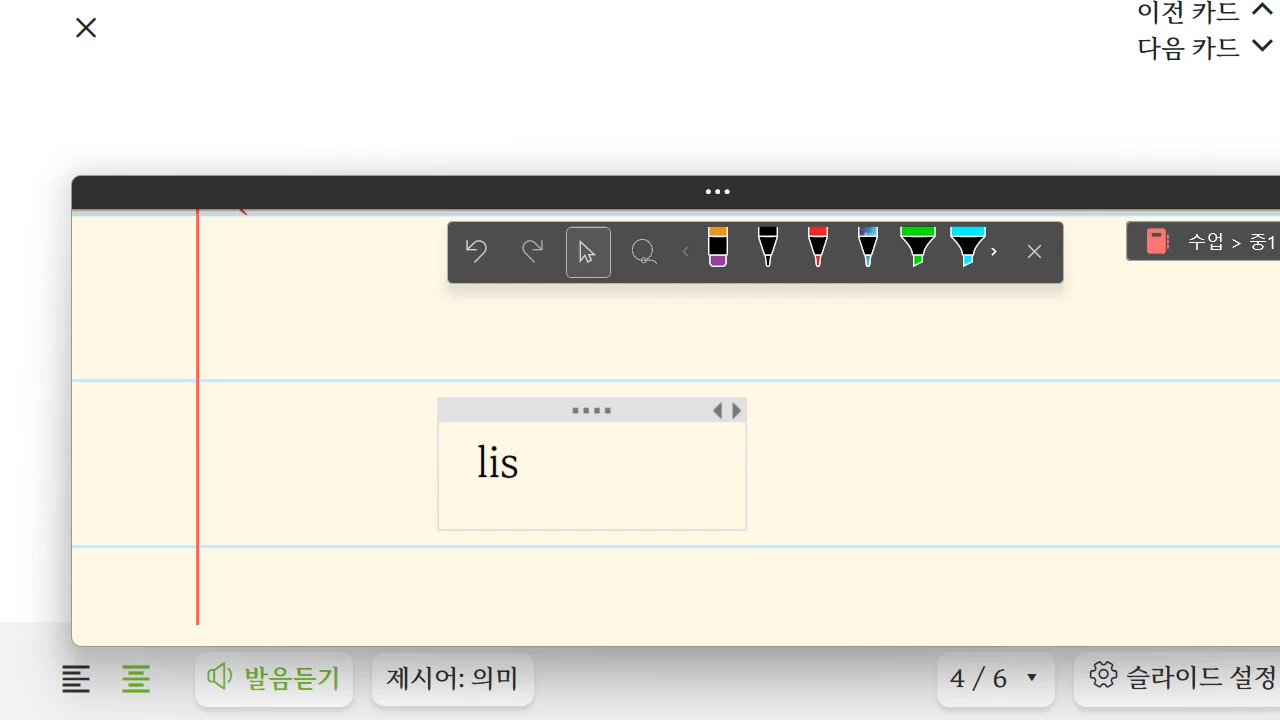 이전 카드
다음 카드
수업 > 중1
lis
발음듣기
제시어: 의미
4 / 6
슬라이드 설정